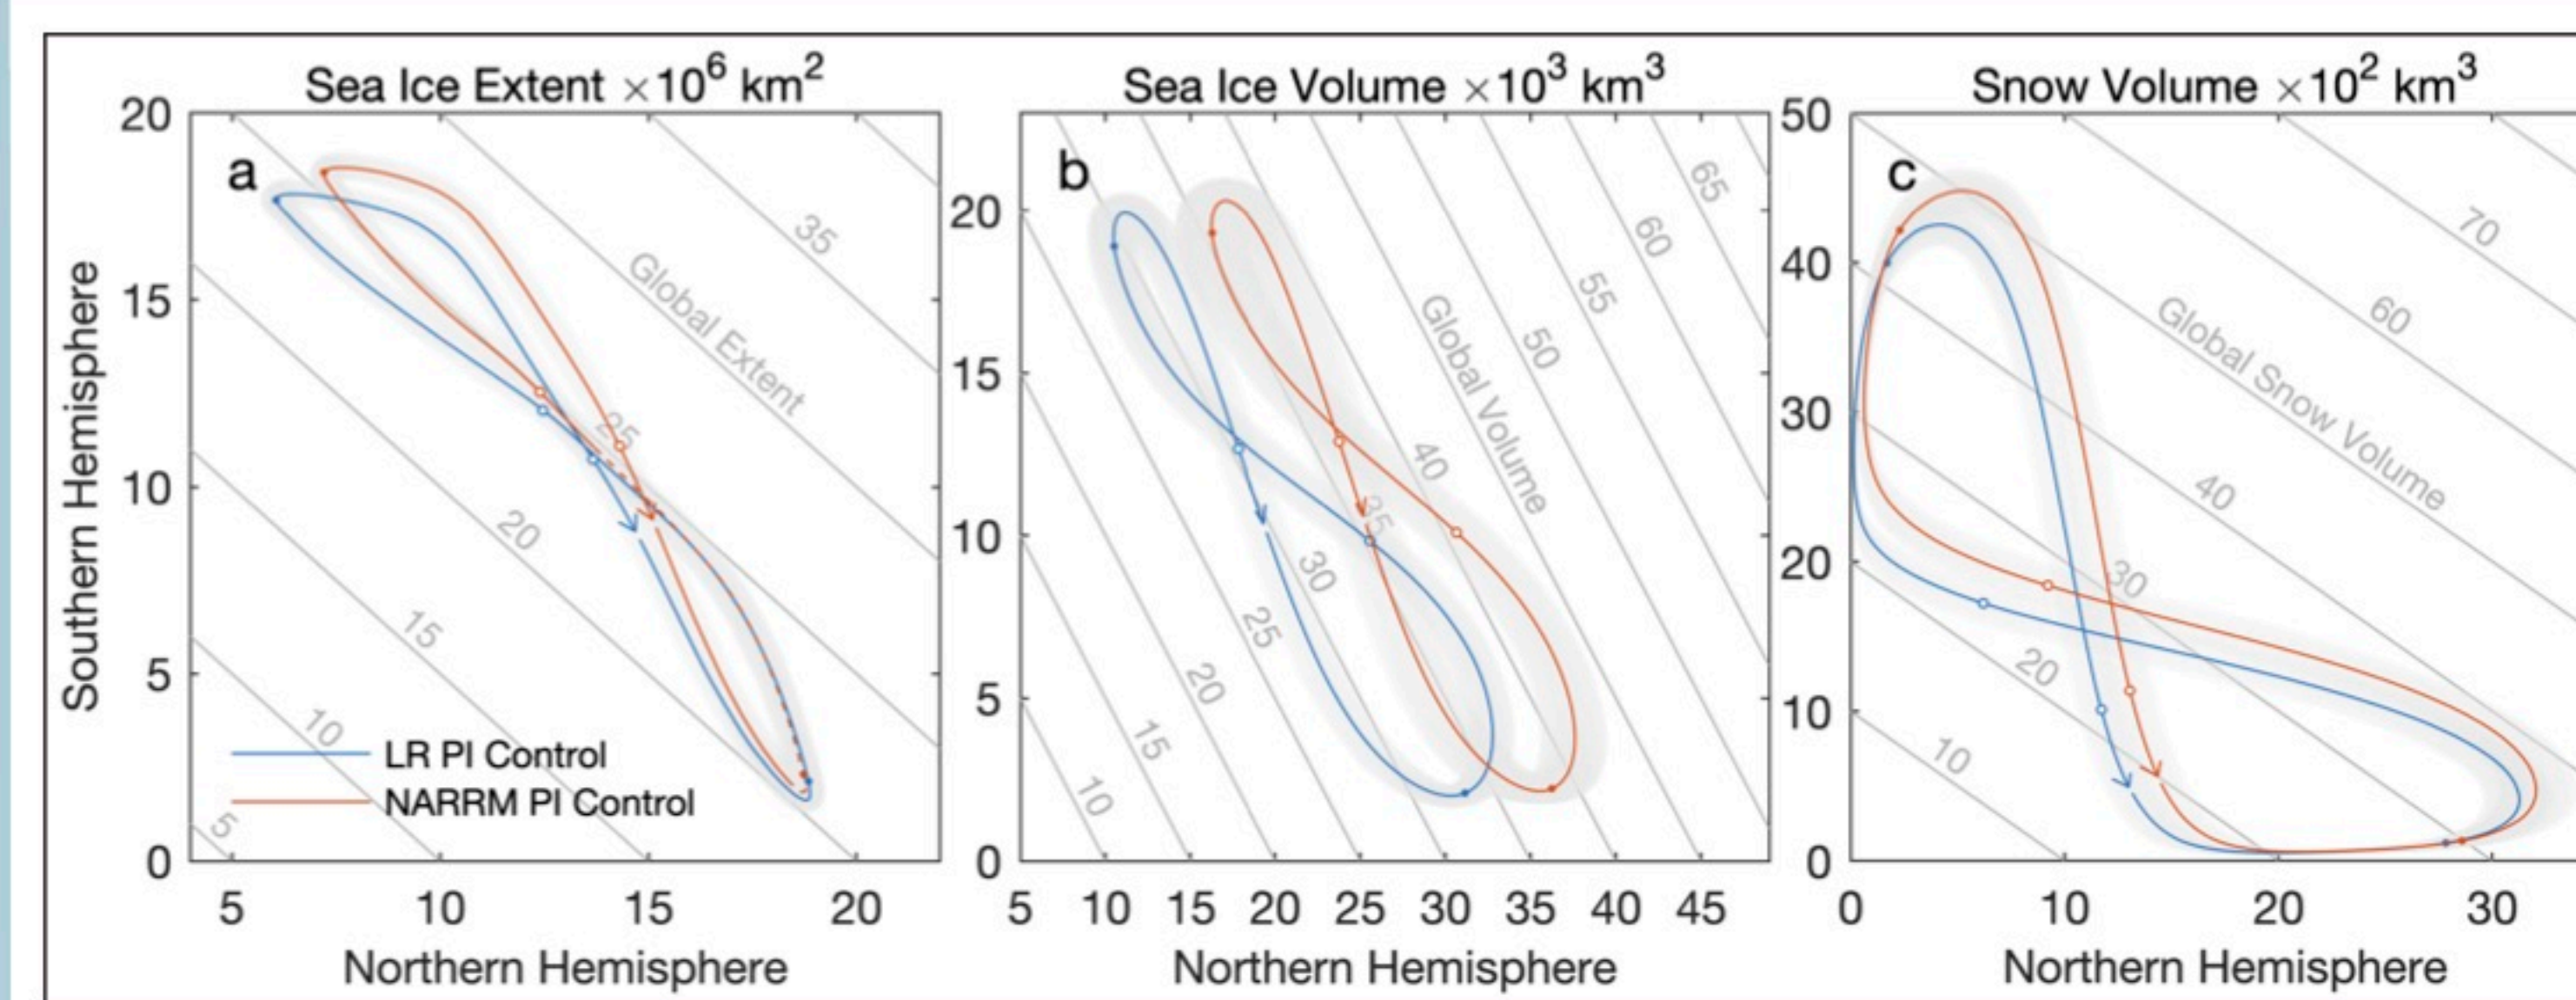 Sea Ice Extent ×10⁶ km²
Sea Ice Volume ×10³ km³
Snow Volume ×10² km³
a
b
c
Southern Hemisphere
20
15
10
5
0
5
10
15
20
Northern Hemisphere
35
Global Extent
25
20
15
10
5
LR PI Control
NARRM PI Control
20
15
10
5
0
5 10 15 20 25 30 35 40 45
Northern Hemisphere
65
60
55
50
Global Volume
40
35
30
25
20
15
10
50
40
30
20
10
0
0 10 20 30
Northern Hemisphere
70
60
Global Snow Volume
40
30
20
10